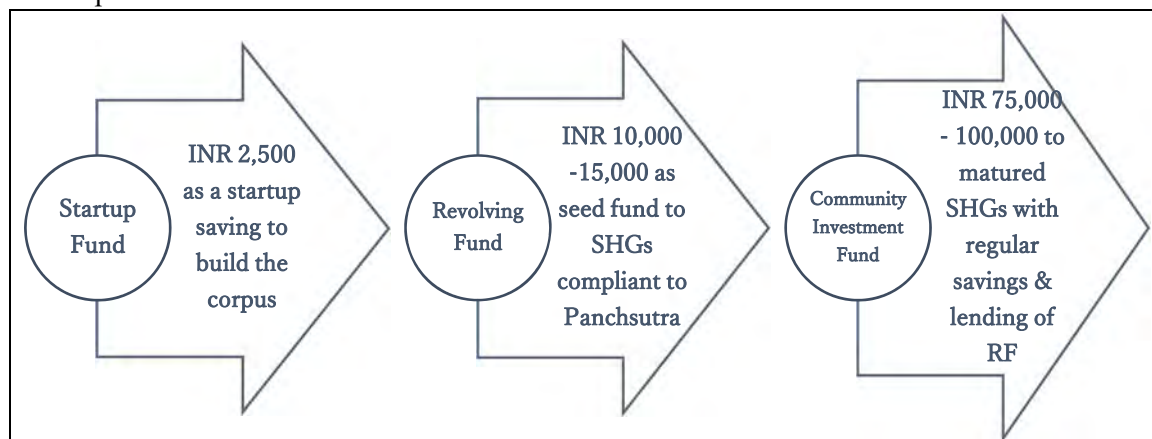 Startup
Fund
INR 2,500
as a startup
saving to
build the
corpus
Revolving
Fund
INR 10,000
-15,000 as
seed fund to
SHGs
compliant to
Panchsutra
Community
Investment
Fund
INR 75,000
- 100,000 to
matured
SHGs with
regular
savings &
lending of
RF